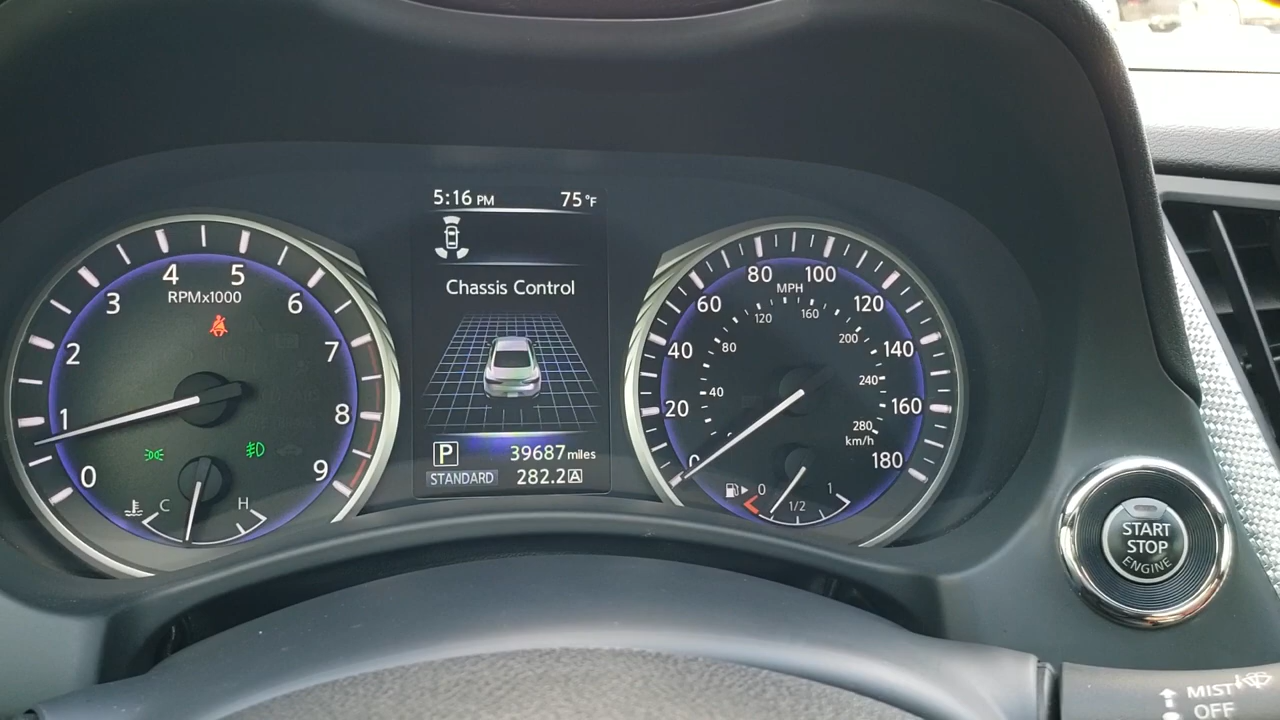 5:16 PM 75°F
Chassis Control
P 39687 miles
STANDARD 282.2 A
0 1 2 3 4 5 6 7 8 9
RPMx1000
C H
0 20 40 60 80 100 120 140 160 180
MPH
40 80 120 160 200 240 280
km/h
0 1/2 1
START
STOP
ENGINE
MIST
OFF